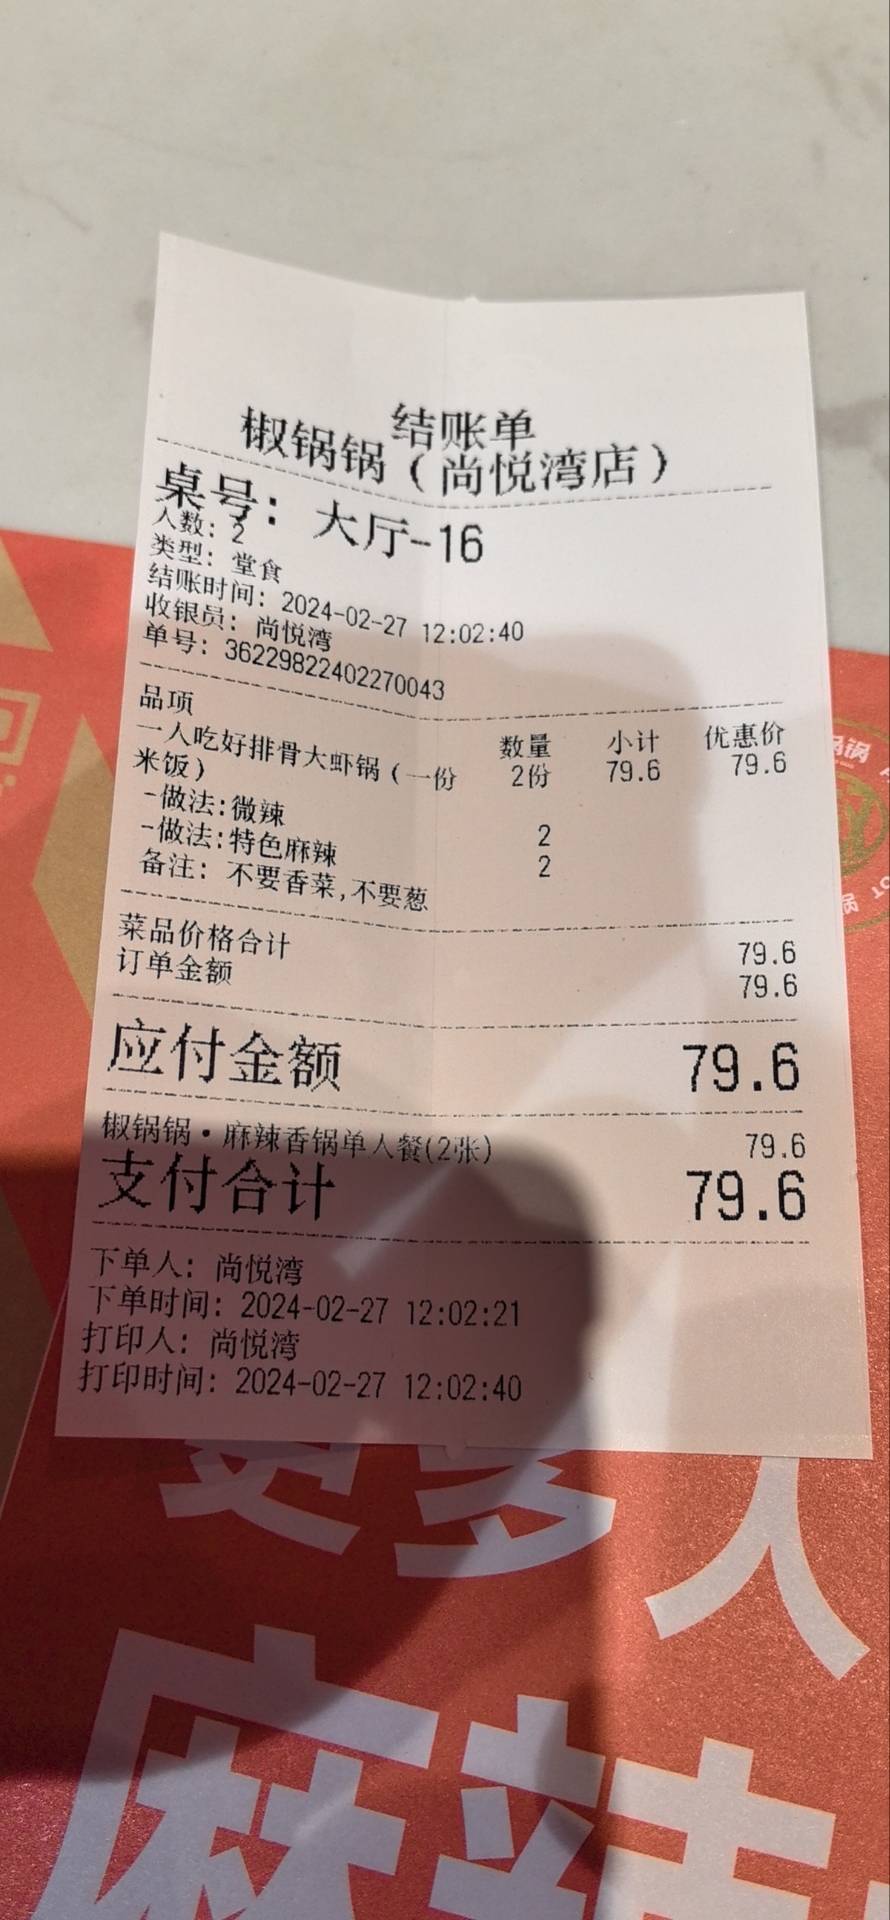 结账单
椒锅锅（尚悦湾店）
桌号：大厅-16
人数：2
类型：堂食
结账时间：2024-02-27 12:02:40
收银员：尚悦湾
单号：36229822402270043
品项 数量 小计 优惠价
一人吃好排骨大虾锅（一份 2份 79.6 79.6
米饭）
-做法:微辣 2
-做法:特色麻辣 2
备注：不要香菜,不要葱
菜品价格合计 79.6
订单金额 79.6
应付金额 79.6
椒锅锅·麻辣香锅单人餐(2张) 79.6
支付合计 79.6
下单人：尚悦湾
下单时间：2024-02-27 12:02:21
打印人：尚悦湾
打印时间：2024-02-27 12:02:40
更多人
麻辣